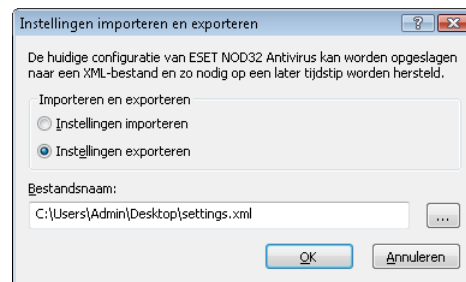 Instellingen importeren en exporteren
De huidige configuratie van ESET NOD32 Antivirus kan worden opgeslagen
naar een XML-bestand en zo nodig op een later tijdstip worden hersteld.
Importeren en exporteren
Instellingen importeren
Instellingen exporteren
Bestandsnaam:
C:\Users\Admin\Desktop\settings.xml
...
OK
Annuleren